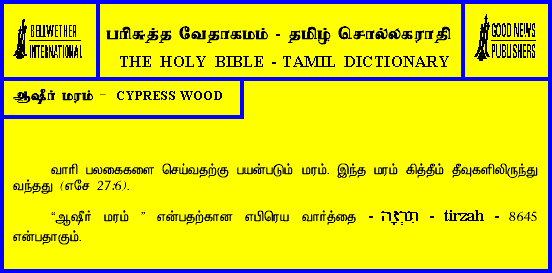 BELLWETHER
INTERNATIONAL
பரிசுத்த வேதாகமம் - தமிழ் சொல்லகராதி
THE HOLY BIBLE - TAMIL DICTIONARY
GOOD NEWS
PUBLISHERS
ஆஷீர் மரம் - CYPRESS WOOD
வாரி பலகைகளை செய்வதற்கு பயன்படும் மரம். இந்த மரம் கித்தீம் தீவுகளிலிருந்து
வந்தது (எசே 27:6).
“ஆஷீர் மரம் ” என்பதற்கான எபிரெய வார்த்தை - תִּרְזָה - tirzah - 8645
என்பதாகும்.